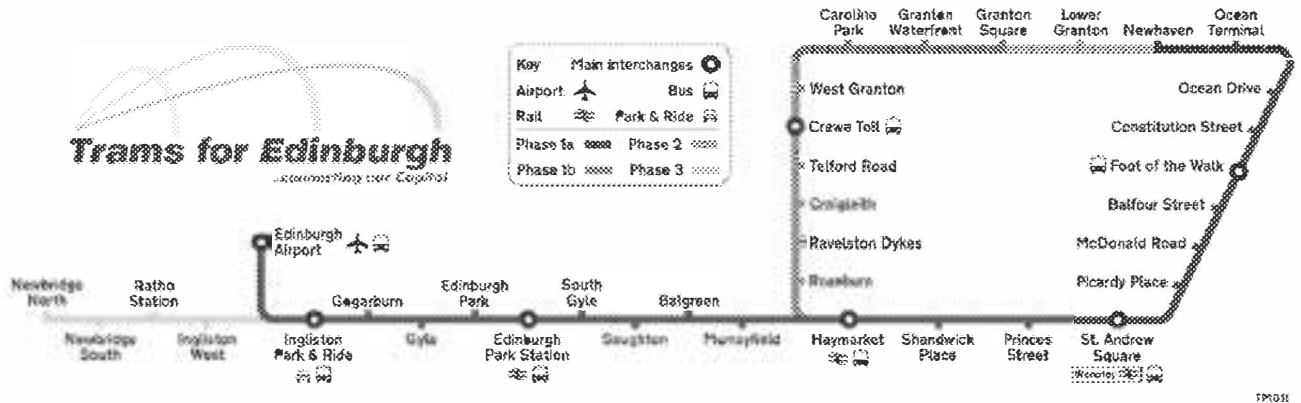 Caroline
Park
Granton
Waterfront
Granton
Square
Lower
Granton
Newhaven
Ocean
Terminal
Key Main interchanges
Airport Bus
Rail Park & Ride
Phase 1a Phase 2
Phase 1b Phase 3
Trams for Edinburgh
...connecting our Capital
West Granton
Crewe Toll
Telford Road
Craigleith
Ravelston Dykes
Roseburn
Ocean Drive
Constitution Street
Foot of the Walk
Balfour Street
McDonald Road
Picardy Place
Edinburgh
Airport
Newbridge
North
Newbridge
South
Ratho
Station
Ingliston
West
Ingliston
Park & Ride
Gogarburn
Gyle
Edinburgh
Park
Edinburgh
Park Station
South
Gyle
Saughton
Balgreen
Murrayfield
Haymarket
Shandwick
Place
Princes
Street
St. Andrew
Square
Waverley